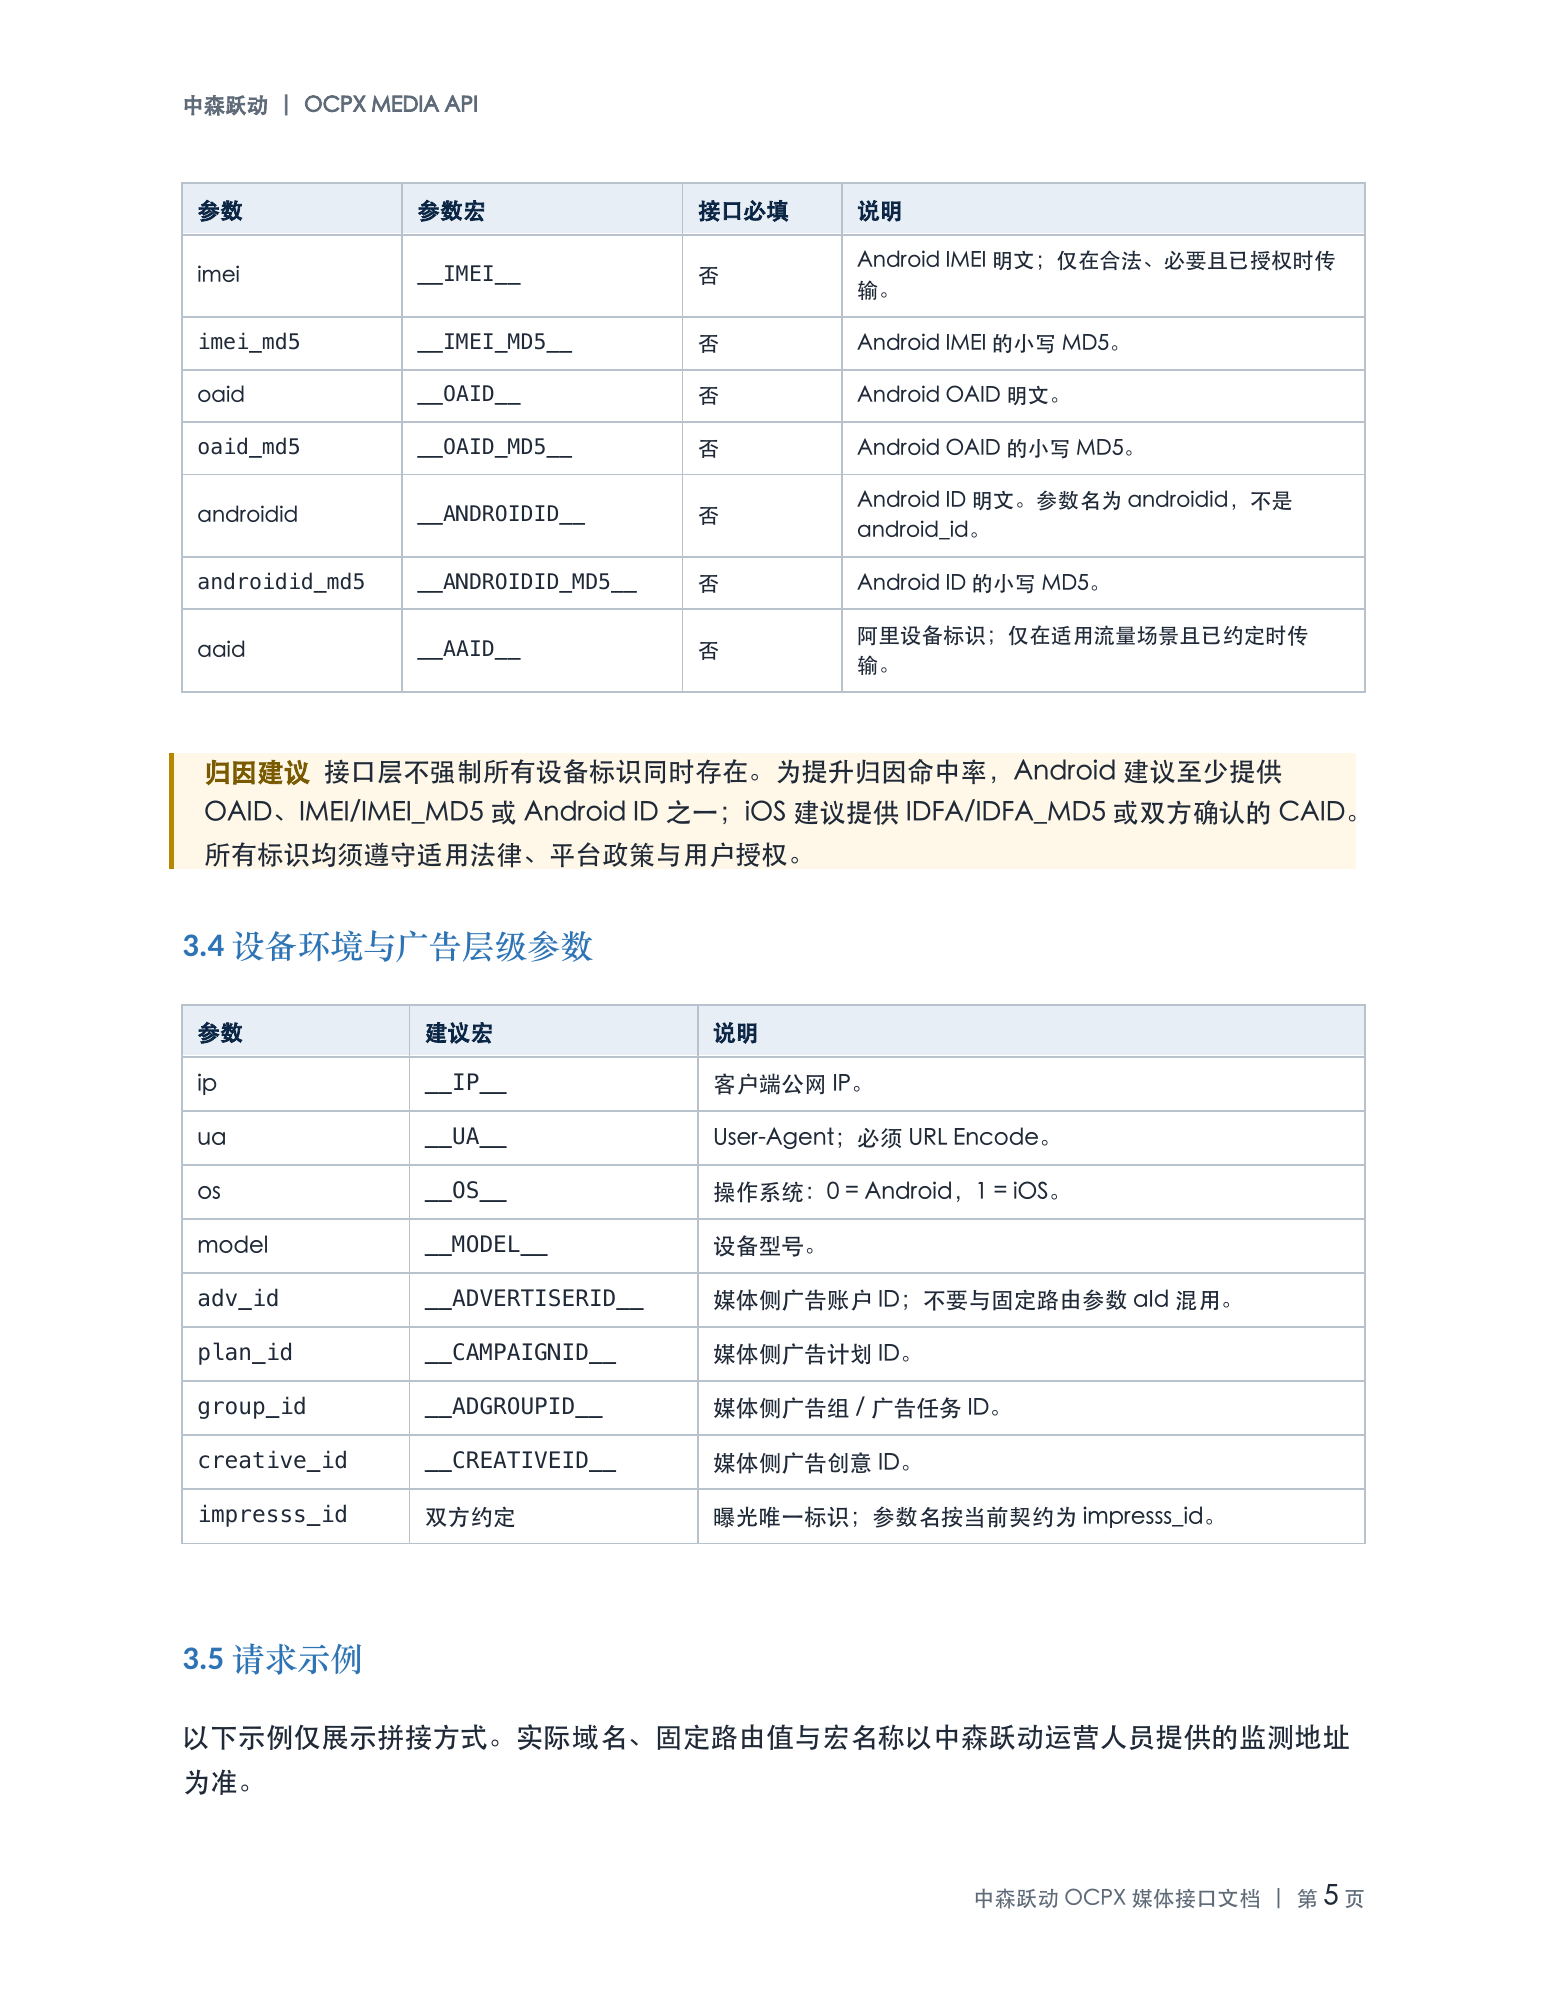 中森跃动 | OCPX MEDIA API
参数 参数宏 接口必填 说明
imei __IMEI__ 否 Android IMEI 明文；仅在合法、必要且已授权时传
输。
imei_md5 __IMEI_MD5__ 否 Android IMEI 的小写 MD5。
oaid __OAID__ 否 Android OAID 明文。
oaid_md5 __OAID_MD5__ 否 Android OAID 的小写 MD5。
androidid __ANDROIDID__ 否 Android ID 明文。参数名为 androidid，不是
android_id。
androidid_md5 __ANDROIDID_MD5__ 否 Android ID 的小写 MD5。
aaid __AAID__ 否 阿里设备标识；仅在适用流量场景且已约定时传
输。
归因建议 接口层不强制所有设备标识同时存在。为提升归因命中率，Android 建议至少提供
OAID、IMEI/IMEI_MD5 或 Android ID 之一；iOS 建议提供 IDFA/IDFA_MD5 或双方确认的 CAID。
所有标识均须遵守适用法律、平台政策与用户授权。
3.4 设备环境与广告层级参数
参数 建议宏 说明
ip __IP__ 客户端公网 IP。
ua __UA__ User-Agent；必须 URL Encode。
os __OS__ 操作系统：0 = Android，1 = iOS。
model __MODEL__ 设备型号。
adv_id __ADVERTISERID__ 媒体侧广告账户 ID；不要与固定路由参数 aId 混用。
plan_id __CAMPAIGNID__ 媒体侧广告计划 ID。
group_id __ADGROUPID__ 媒体侧广告组 / 广告任务 ID。
creative_id __CREATIVEID__ 媒体侧广告创意 ID。
impresss_id 双方约定 曝光唯一标识；参数名按当前契约为 impresss_id。
3.5 请求示例
以下示例仅展示拼接方式。实际域名、固定路由值与宏名称以中森跃动运营人员提供的监测地址
为准。
中森跃动 OCPX 媒体接口文档 | 第 5 页